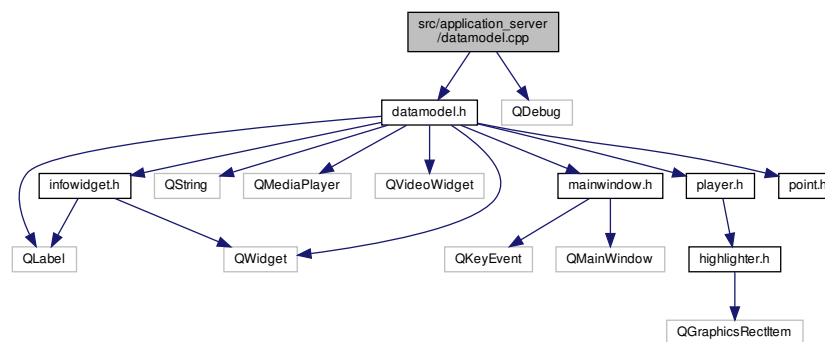 src/application_server
/datamodel.cpp
datamodel.h
QDebug
infowidget.h
QString
QMediaPlayer
QVideoWidget
mainwindow.h
player.h
point.h
QLabel
QWidget
QKeyEvent
QMainWindow
highlighter.h
QGraphicsRectItem